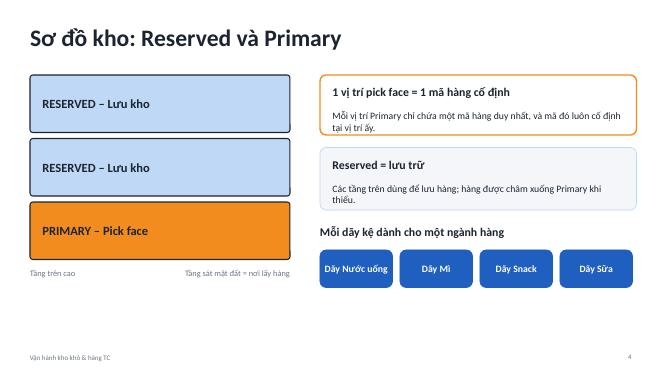 Sơ đồ kho: Reserved và Primary
RESERVED – Lưu kho
RESERVED – Lưu kho
PRIMARY – Pick face
Tầng trên cao
Tầng sát mặt đất = nơi lấy hàng
1 vị trí pick face = 1 mã hàng cố định
Mỗi vị trí Primary chỉ chứa một mã hàng duy nhất, và mã đó luôn cố định
tại vị trí ấy.
Reserved = lưu trữ
Các tầng trên dùng để lưu hàng; hàng được châm xuống Primary khi
thiếu.
Mỗi dãy kệ dành cho một ngành hàng
Dãy Nước uống
Dãy Mì
Dãy Snack
Dãy Sữa
Vận hành kho khô & hàng TC
4